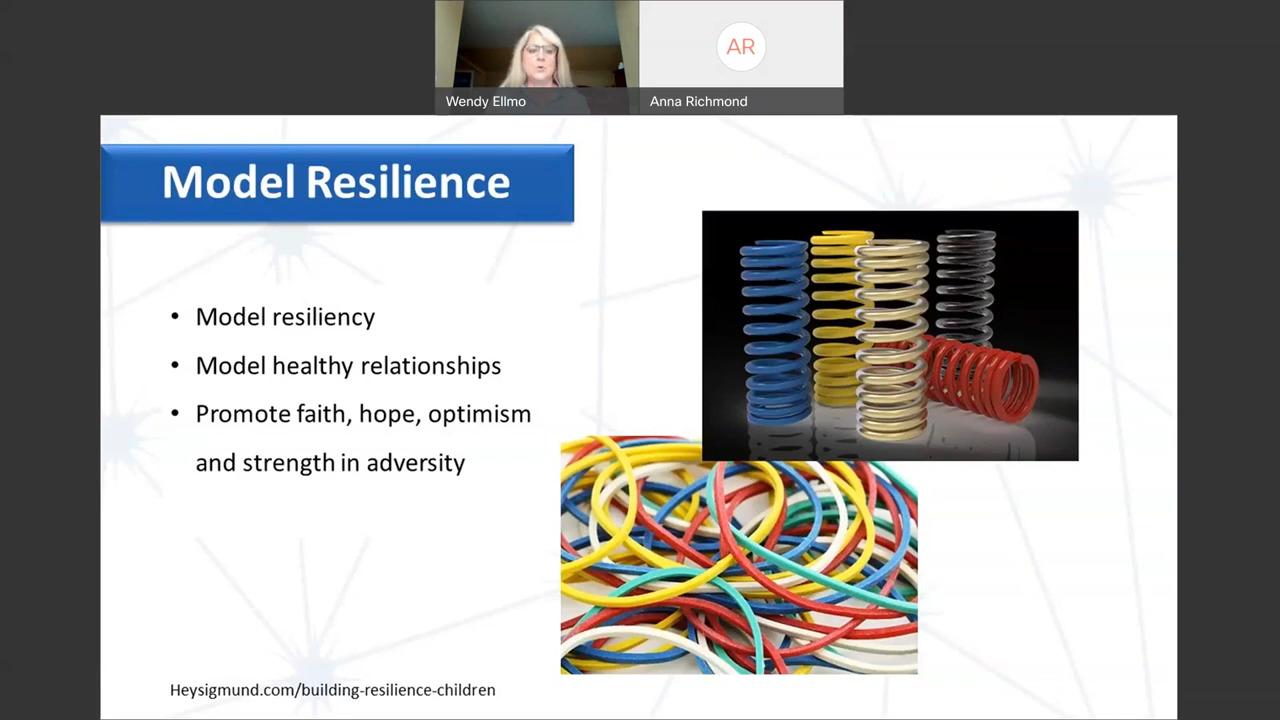 AR
Wendy Ellmo
Anna Richmond
Model Resilience
• Model resiliency
• Model healthy relationships
• Promote faith, hope, optimism
and strength in adversity
Heysigmund.com/building-resilience-children